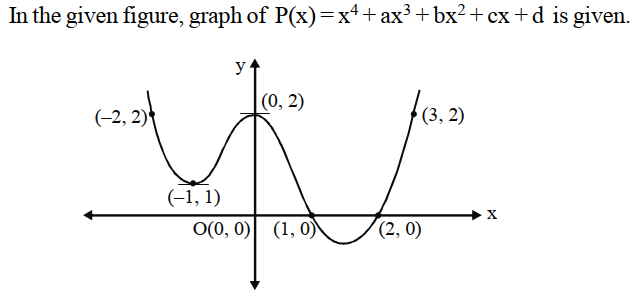 In the given figure, graph of P(x) = x⁴ + ax³ + bx² + cx + d is given.
y
(0, 2)
(–2, 2)
(3, 2)
(–1, 1)
x
O(0, 0)
(1, 0)
(2, 0)